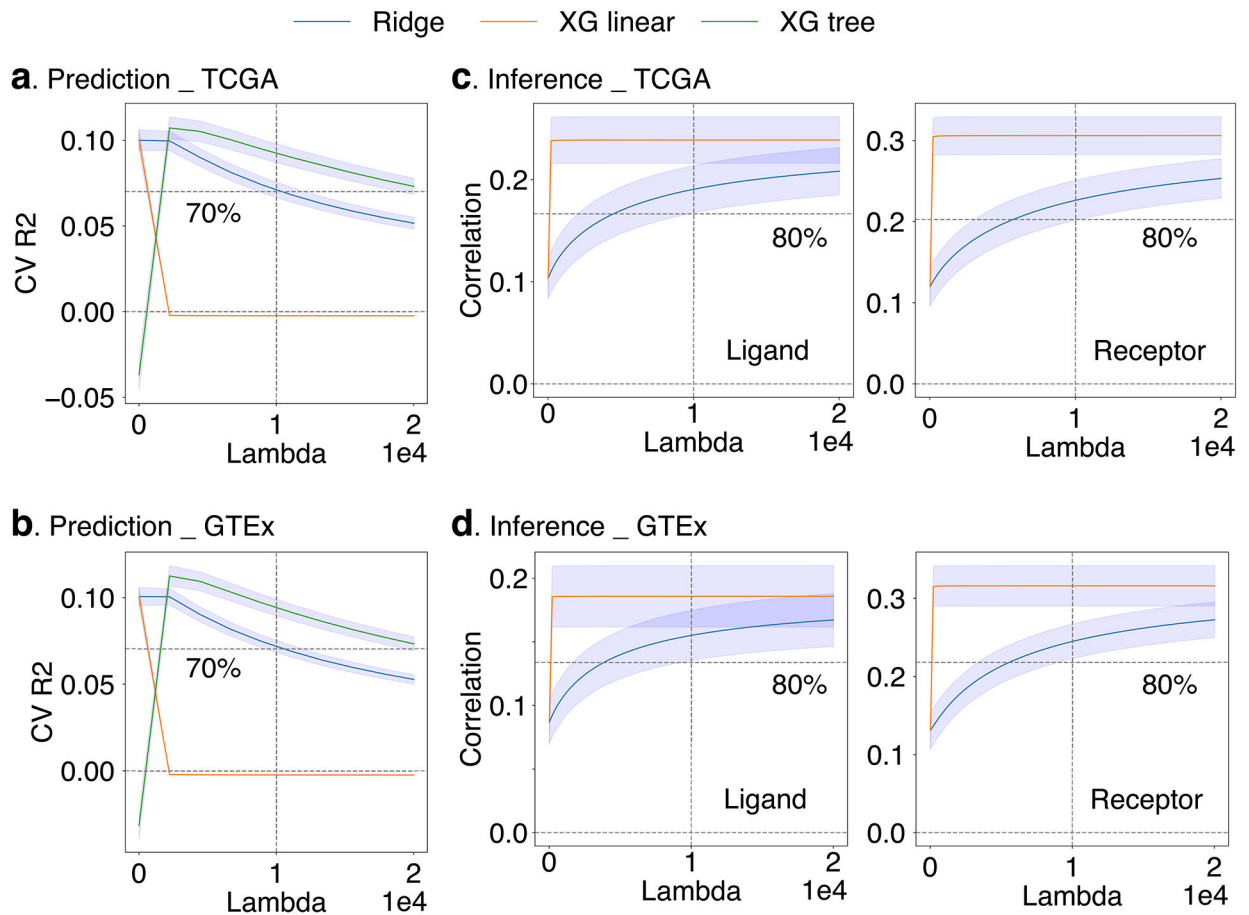 Ridge XG linear XG tree
a. Prediction _ TCGA
0.10
0.05
0.00
−0.05
CV R2
70%
0 1 2
Lambda 1e4
c. Inference _ TCGA
0.2
0.1
0.0
Correlation
80%
Ligand
0 1 2
Lambda 1e4
0.3
0.2
0.1
0.0
80%
Receptor
0 1 2
Lambda 1e4
b. Prediction _ GTEx
0.10
0.05
0.00
CV R2
70%
0 1 2
Lambda 1e4
d. Inference _ GTEx
0.2
0.1
0.0
Correlation
80%
Ligand
0 1 2
Lambda 1e4
0.3
0.2
0.1
0.0
80%
Receptor
0 1 2
Lambda 1e4